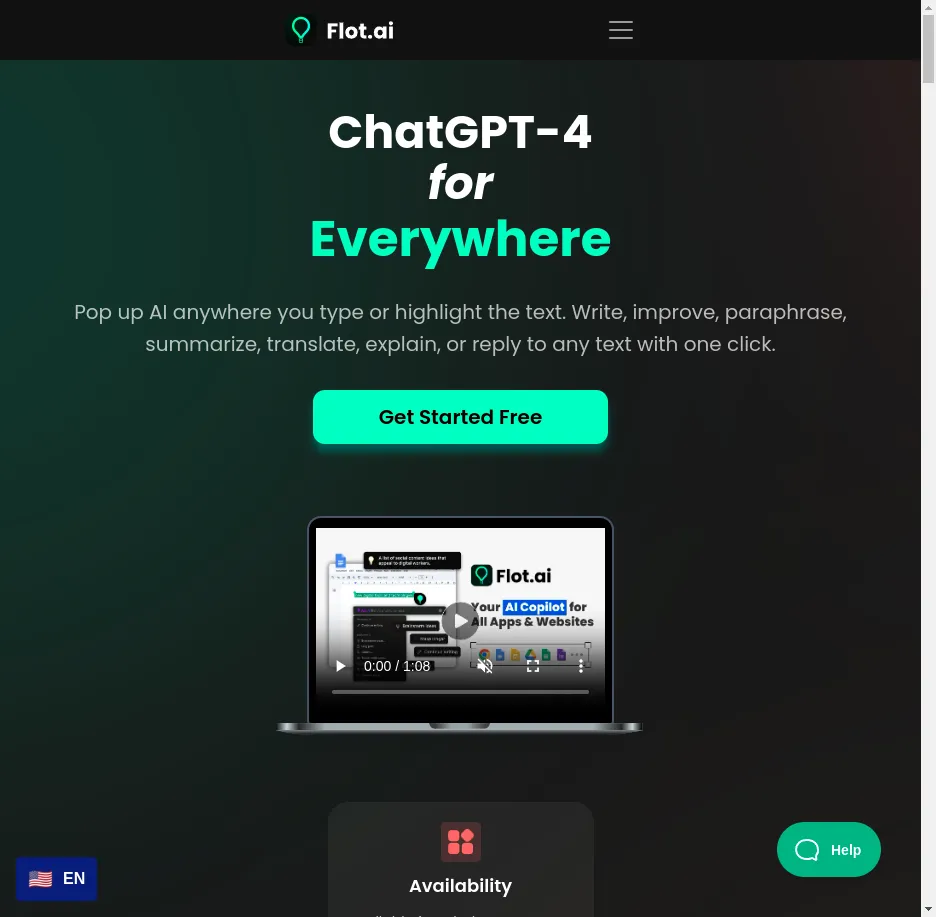 Flot.ai
ChatGPT-4
for
Everywhere
Pop up AI anywhere you type or highlight the text. Write, improve, paraphrase,
summarize, translate, explain, or reply to any text with one click.
Get Started Free
A list of social content ideas that
appeal to digital workers.
Flot.ai
Your AI Copilot for
All Apps & Websites
Brainstorm ideas
Continue writing
0:00 / 1:08
Availability
EN
Help